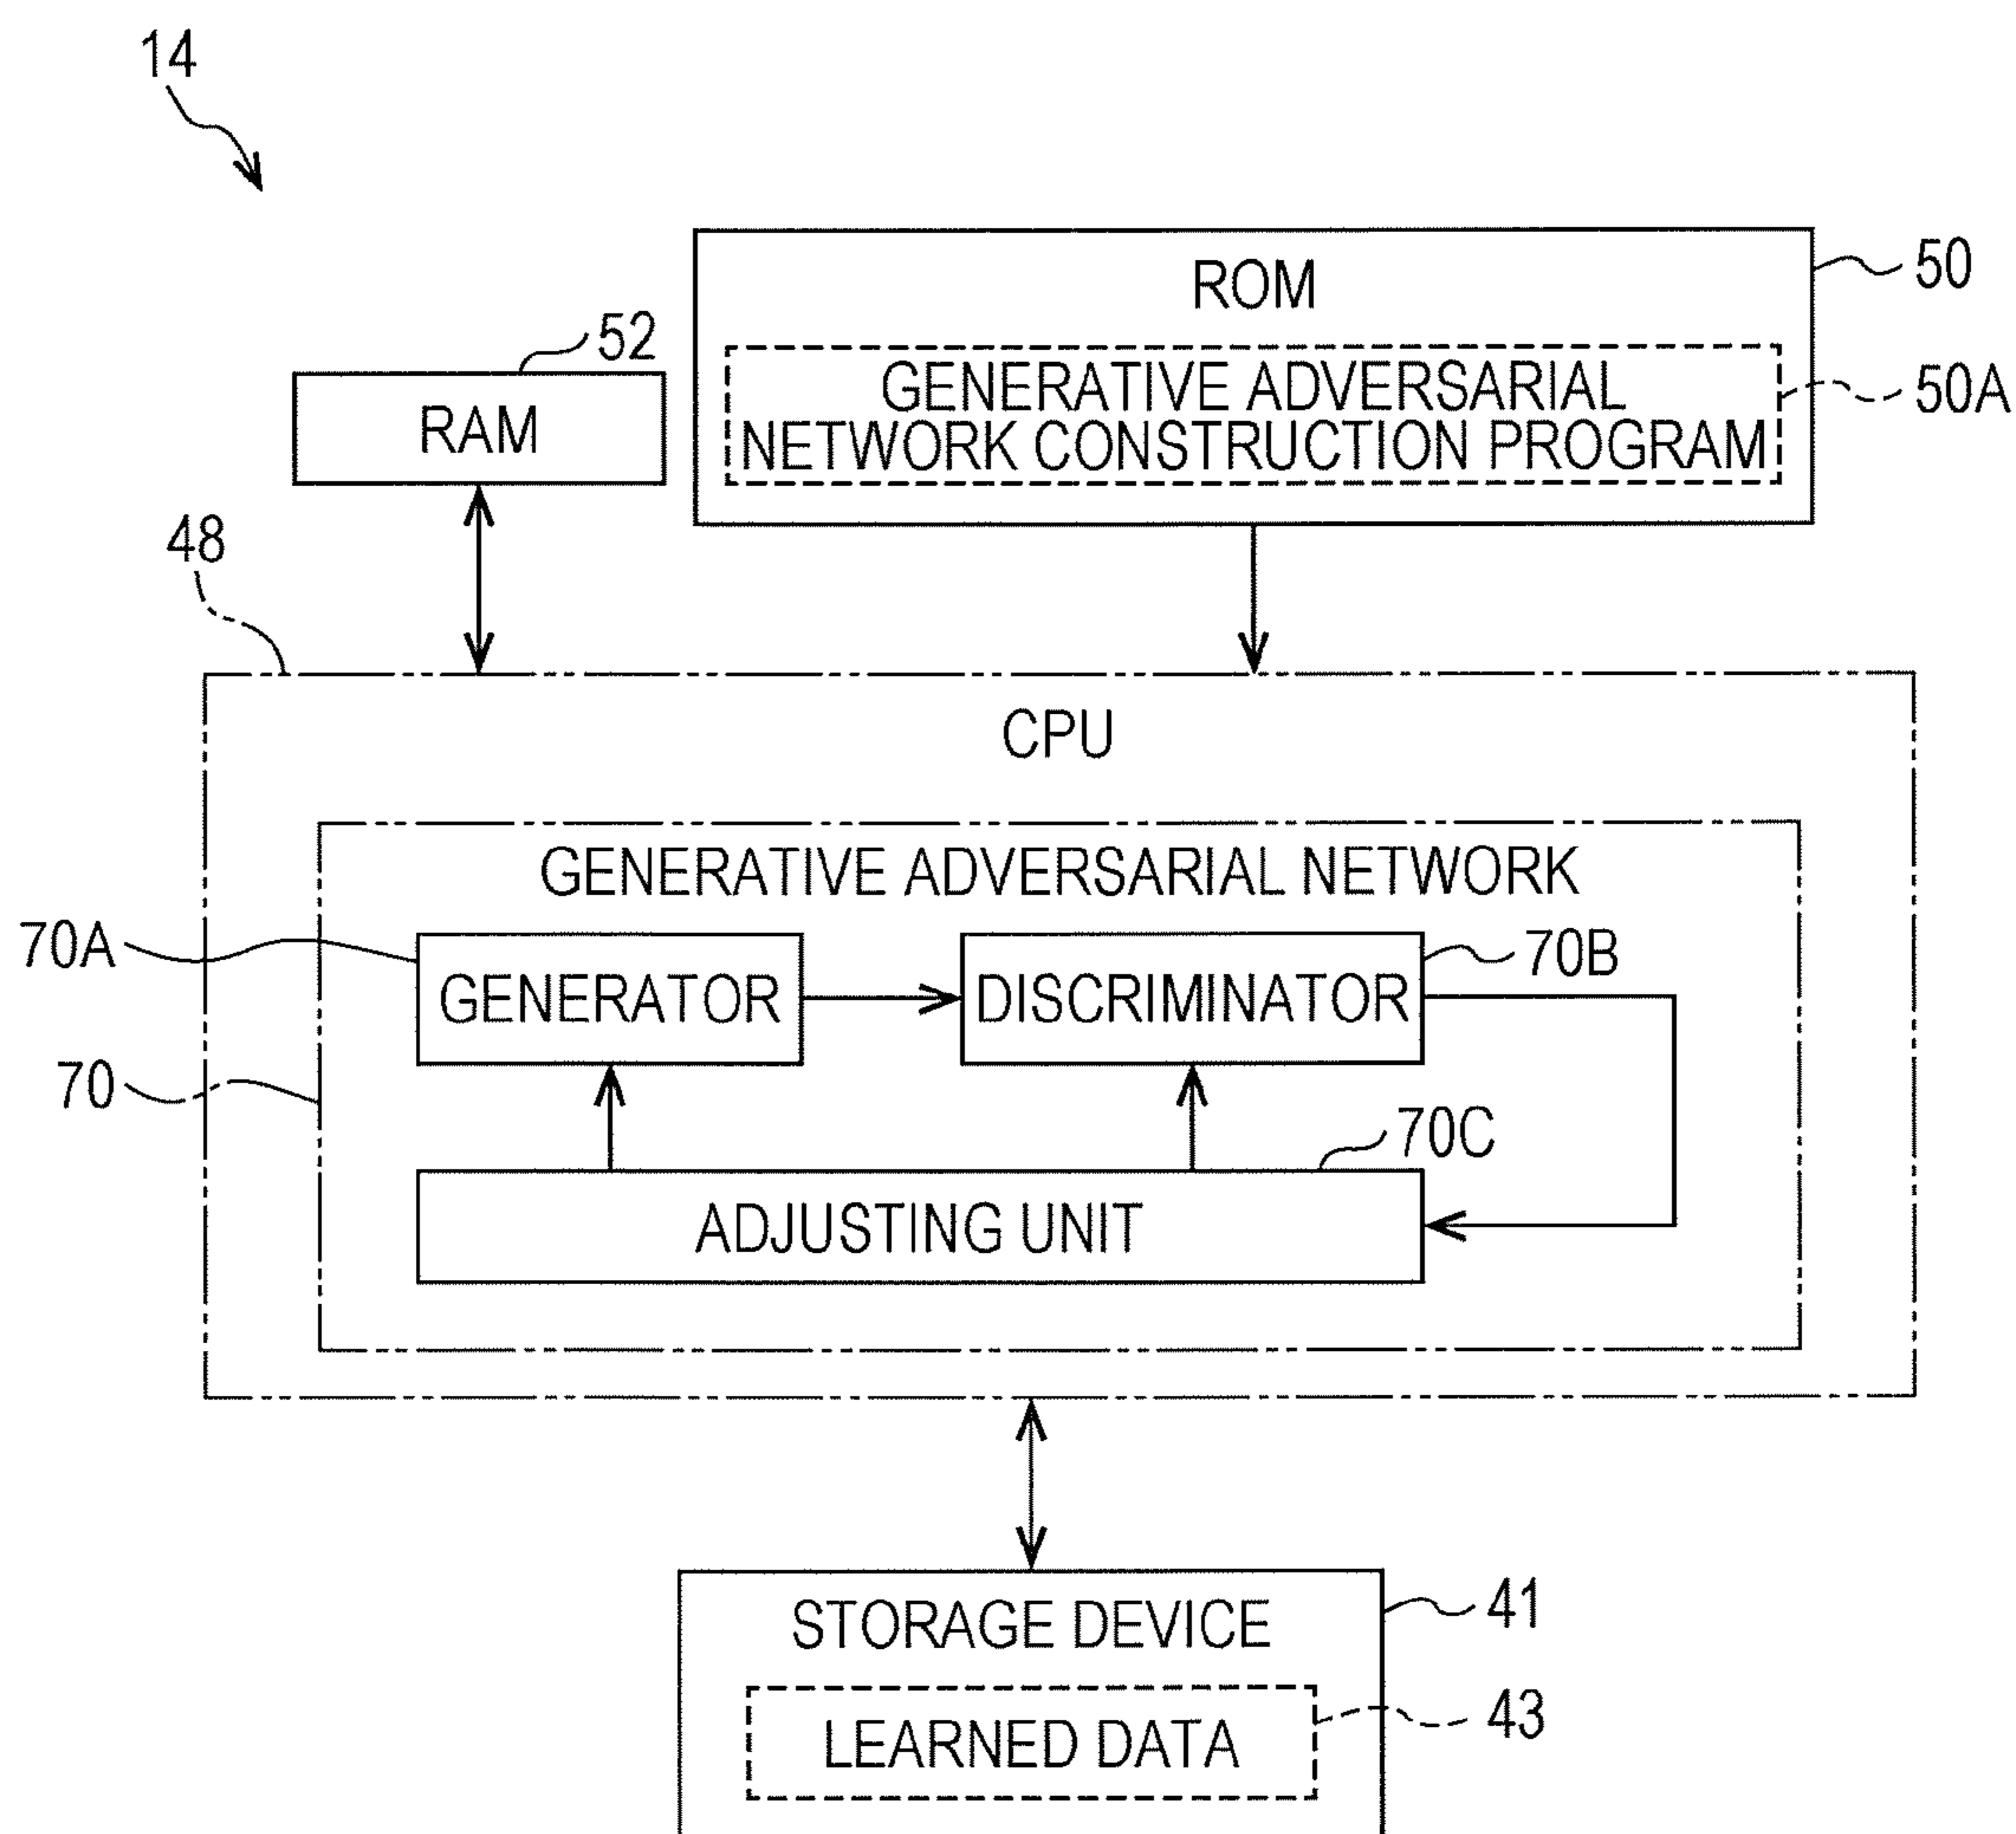 14
ROM
50
52
GENERATIVE ADVERSARIAL
NETWORK CONSTRUCTION PROGRAM
50A
RAM
48
CPU
GENERATIVE ADVERSARIAL NETWORK
70A
GENERATOR
DISCRIMINATOR
70B
70
70C
ADJUSTING UNIT
STORAGE DEVICE
41
LEARNED DATA
43